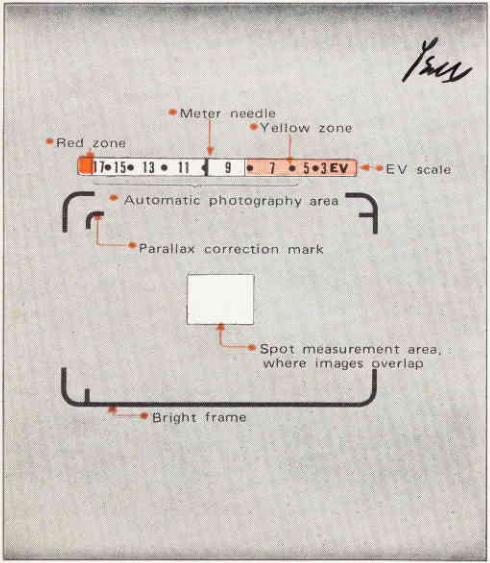 Meter needle
Yellow zone
Red zone
17•15• 13 • 11 9 • 7 • 5•3 EV
EV scale
Automatic photography area
Parallax correction mark
Spot measurement area,
where images overlap
Bright frame